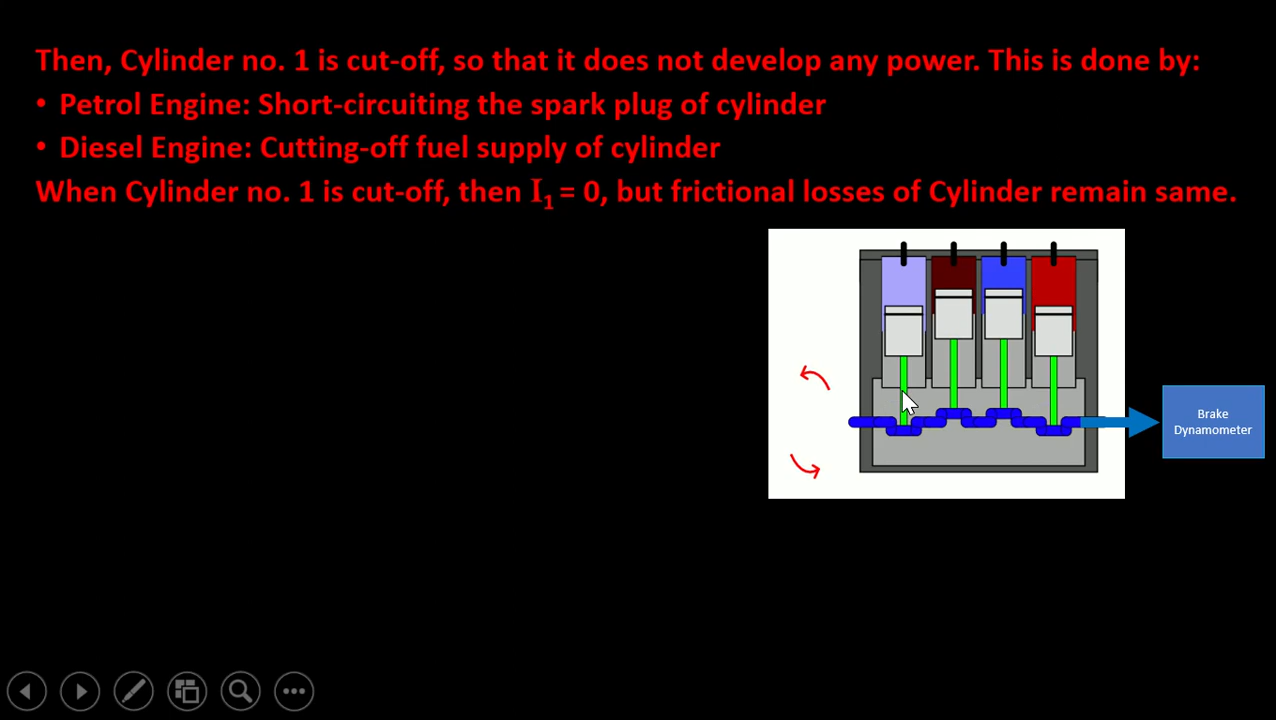 Then, Cylinder no. 1 is cut-off, so that it does not develop any power. This is done by:
• Petrol Engine: Short-circuiting the spark plug of cylinder
• Diesel Engine: Cutting-off fuel supply of cylinder
When Cylinder no. 1 is cut-off, then I₁ = 0, but frictional losses of Cylinder remain same.
Brake
Dynamometer